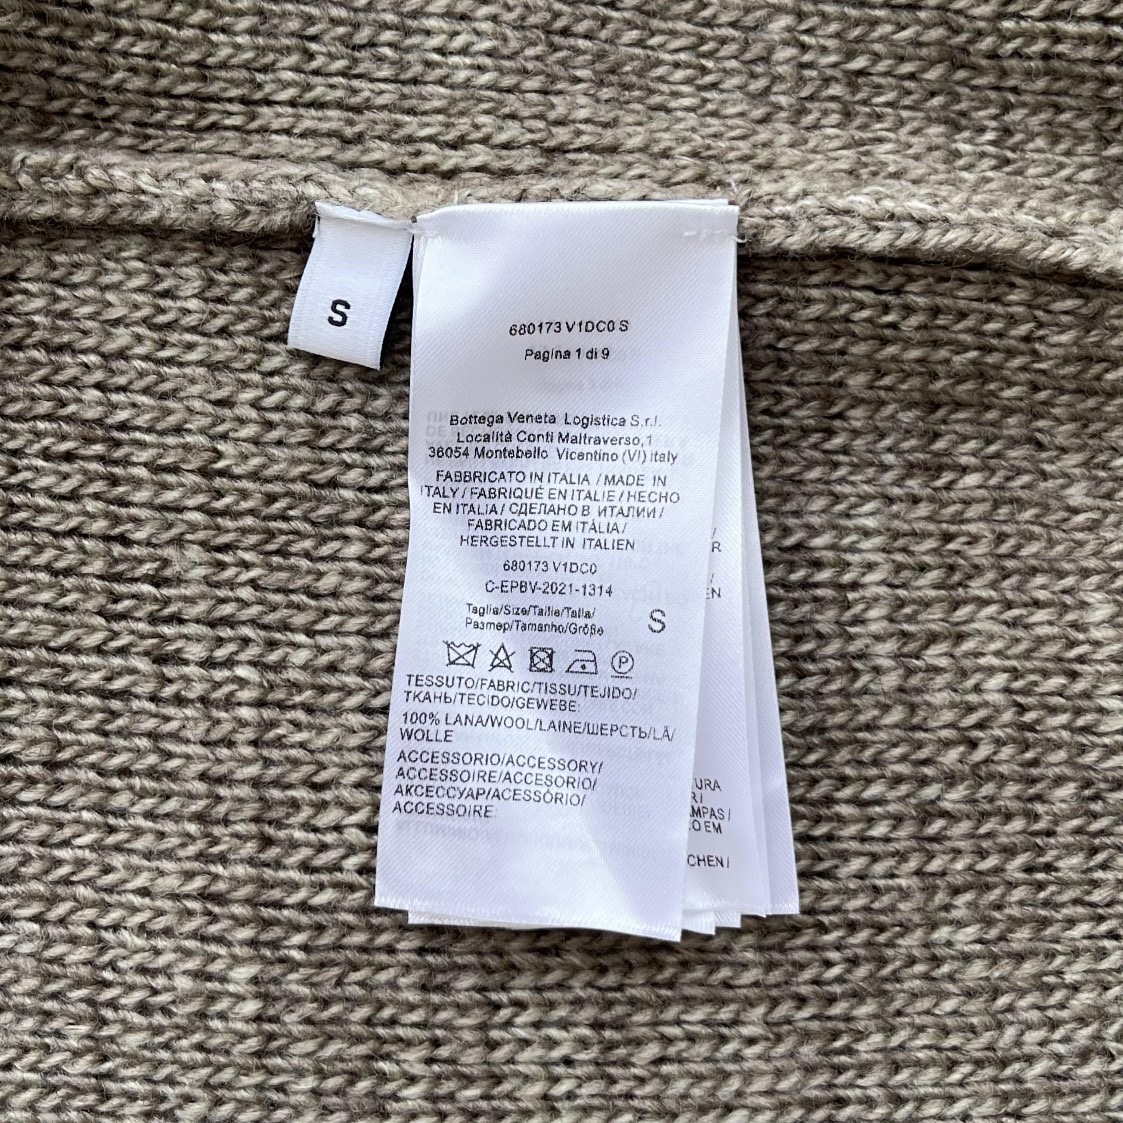 S
680173 V1DC0 S
Pagina 1 di 9
Bottega Veneta Logistica S.r.l.
Località Conti Maltraverso,1
36054 Montebello Vicentino (VI) italy
FABBRICATO IN ITALIA / MADE IN
ITALY / FABRIQUÉ EN ITALIE / HECHO
EN ITALIA / СДЕЛАНО В ИТАЛИИ /
FABRICADO EM ITÁLIA /
HERGESTELLT IN ITALIEN
680173 V1DC0
C-EPBV-2021-1314
Taglia/Size/Taille/Talla/
Размер/Tamanho/Größe S
P
TESSUTO/FABRIC/TISSU/TEJIDO/
ТКАНЬ/TECIDO/GEWEBE:
100% LANA/WOOL/LAINE/ШЕРСТЬ/LÃ/
WOLLE
ACCESSORIO/ACCESSORY/
ACCESSOIRE/ACCESORIO/
АКСЕССУАР/ACESSÓRIO/
ACCESSOIRE: